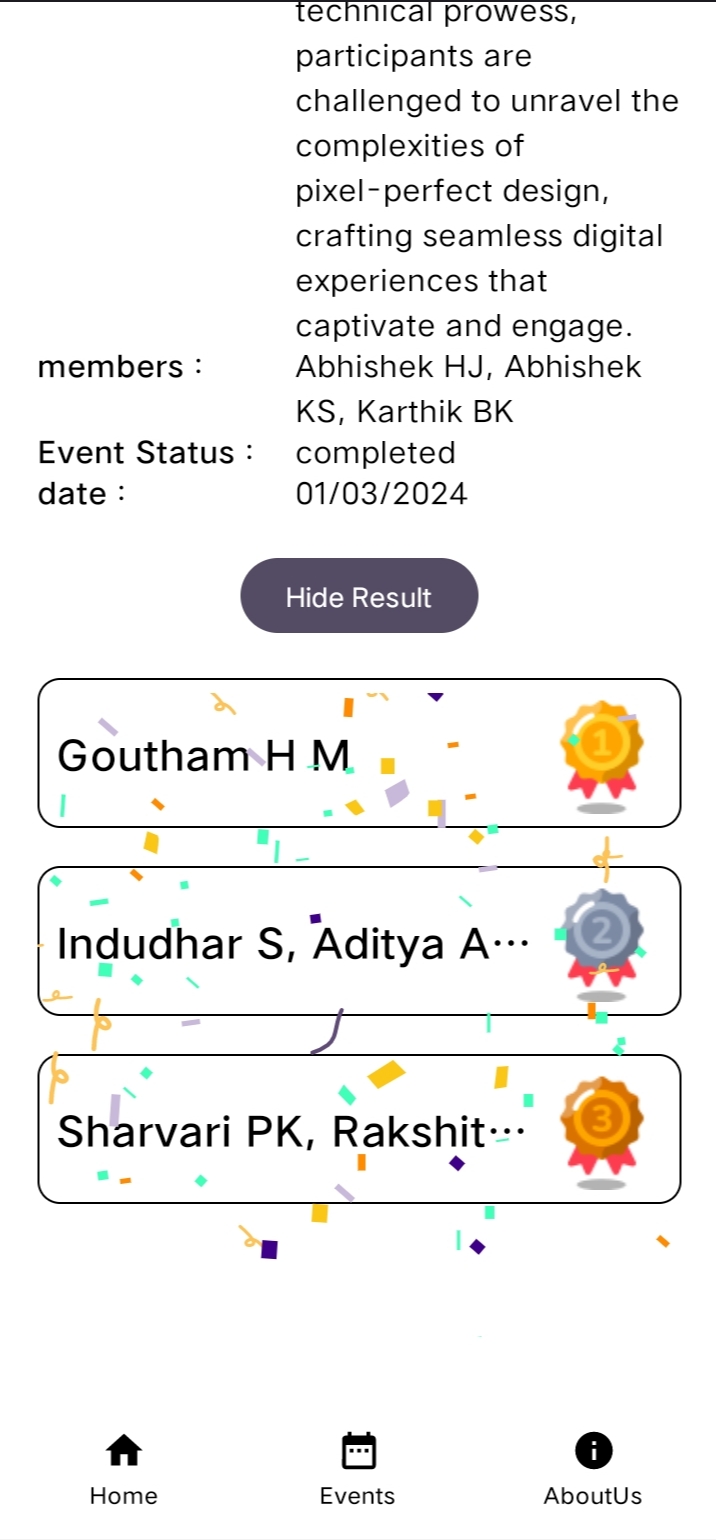 technical prowess,
participants are
challenged to unravel the
complexities of
pixel-perfect design,
crafting seamless digital
experiences that
captivate and engage.
members : Abhishek HJ, Abhishek
KS, Karthik BK
Event Status : completed
date : 01/03/2024
Hide Result
Goutham H M 1
Indudhar S, Aditya A... 2
Sharvari PK, Rakshit... 3
Home Events AboutUs